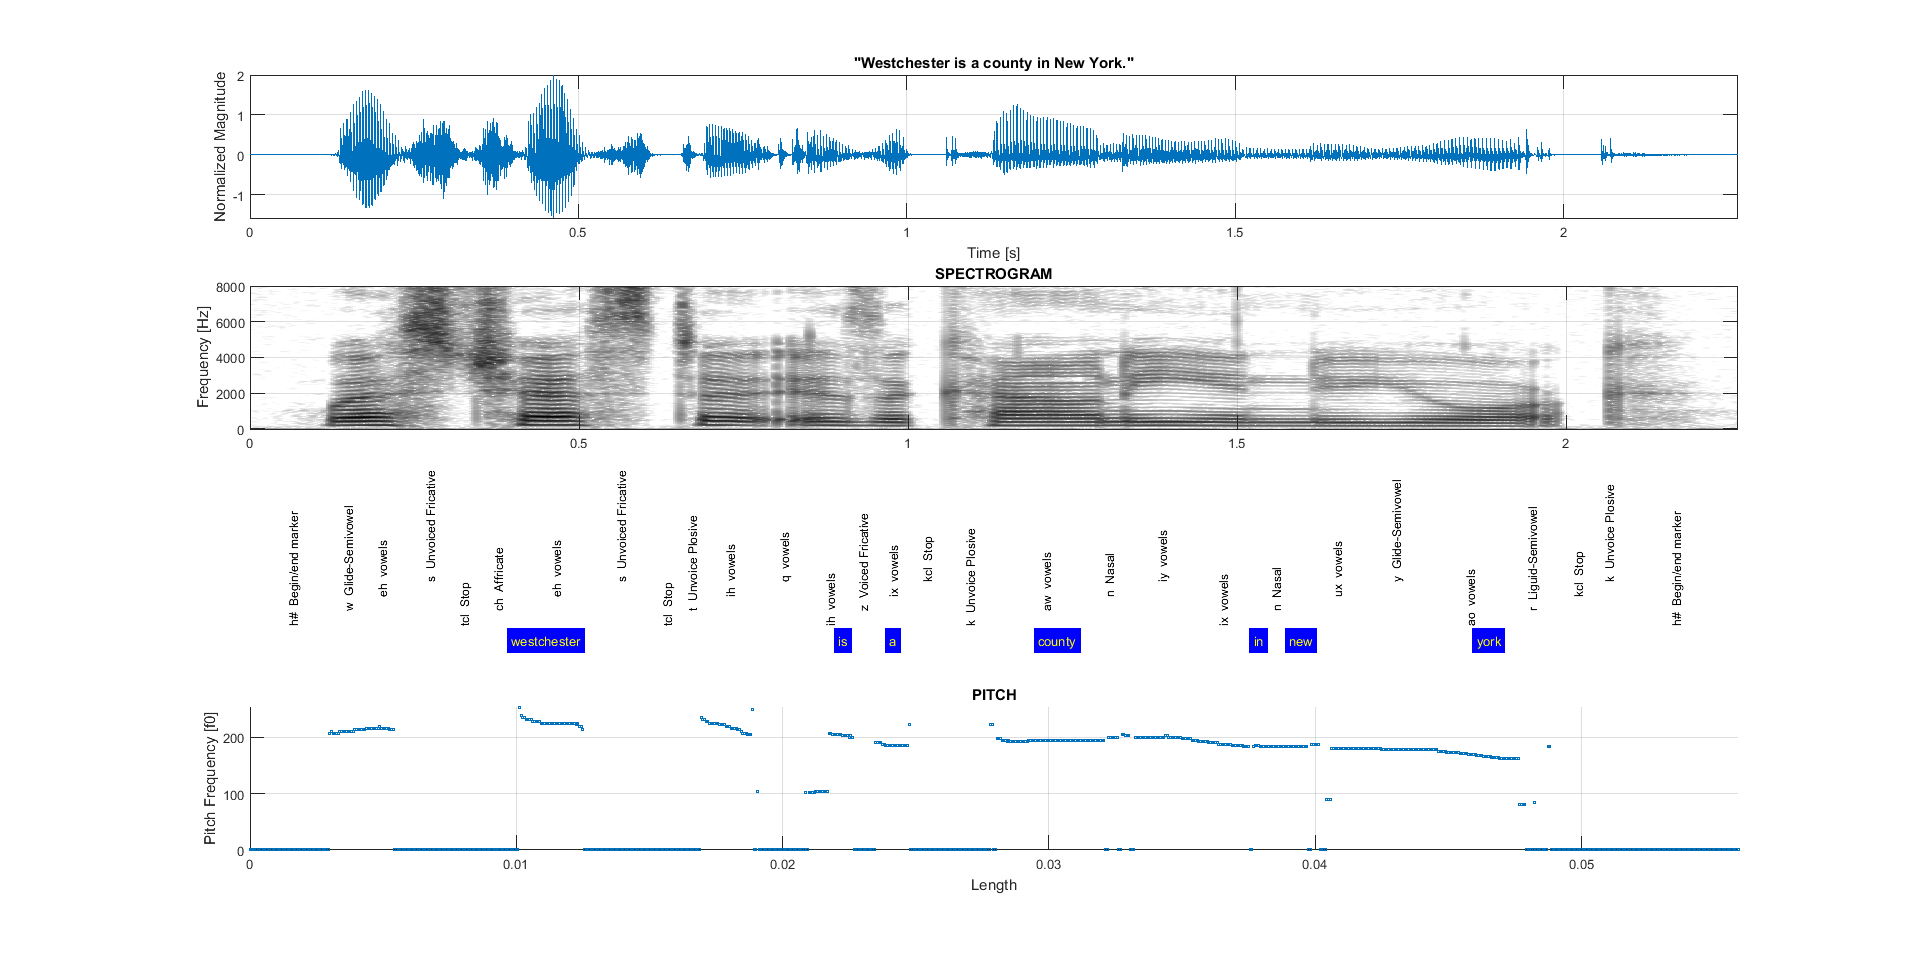 "Westchester is a county in New York."
Normalized Magnitude
2
1
0
-1
0 0.5 1 1.5 2
Time [s]
SPECTROGRAM
Frequency [Hz]
8000
6000
4000
2000
0
0 0.5 1 1.5 2
h# Begin/end marker
w Glide-Semivowel
eh vowels
s Unvoiced Fricative
tcl Stop
ch Affricate
eh vowels
s Unvoiced Fricative
tcl Stop
t Unvoice Plosive
ih vowels
q vowels
ih vowels
z Voiced Fricative
ix vowels
kcl Stop
k Unvoice Plosive
aw vowels
n Nasal
iy vowels
ix vowels
n Nasal
ux vowels
y Glide-Semivowel
ao vowels
r Liquid-Semivowel
kcl Stop
k Unvoice Plosive
h# Begin/end marker
westchester is a county in new york
PITCH
Pitch Frequency [f0]
200
100
0
0 0.01 0.02 0.03 0.04 0.05
Length